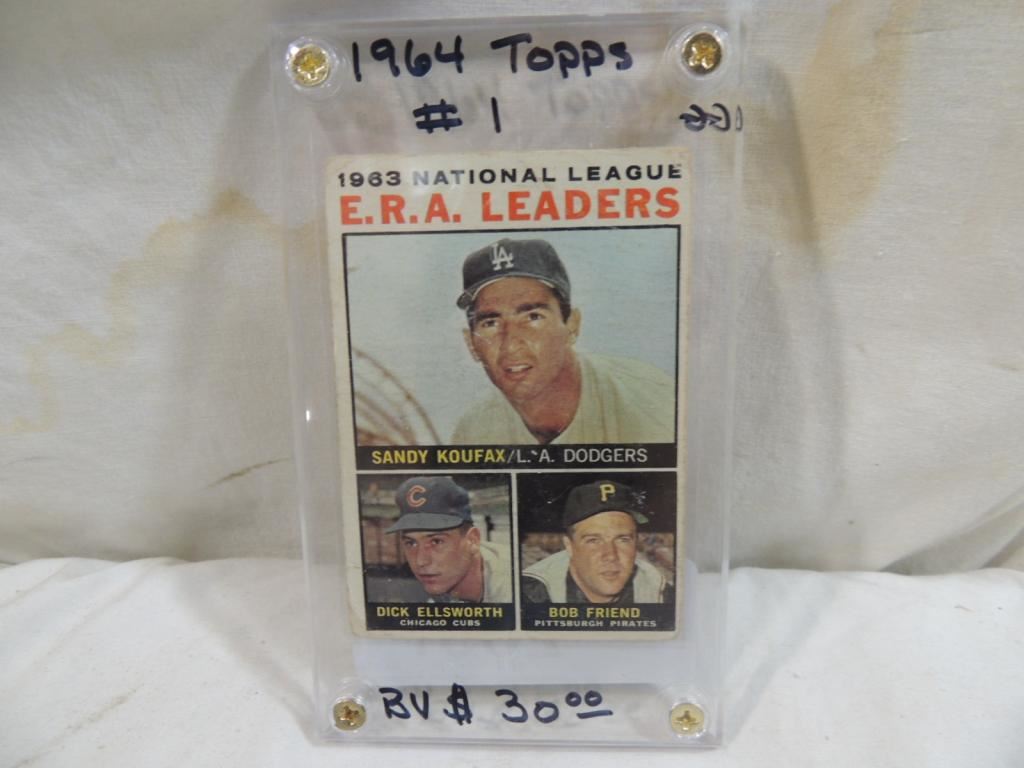 1964 Topps
# 1
1963 NATIONAL LEAGUE
E.R.A. LEADERS
LA
SANDY KOUFAX/L.A. DODGERS
C
P
DICK ELLSWORTH
CHICAGO CUBS
BOB FRIEND
PITTSBURGH PIRATES
BV $ 30.00